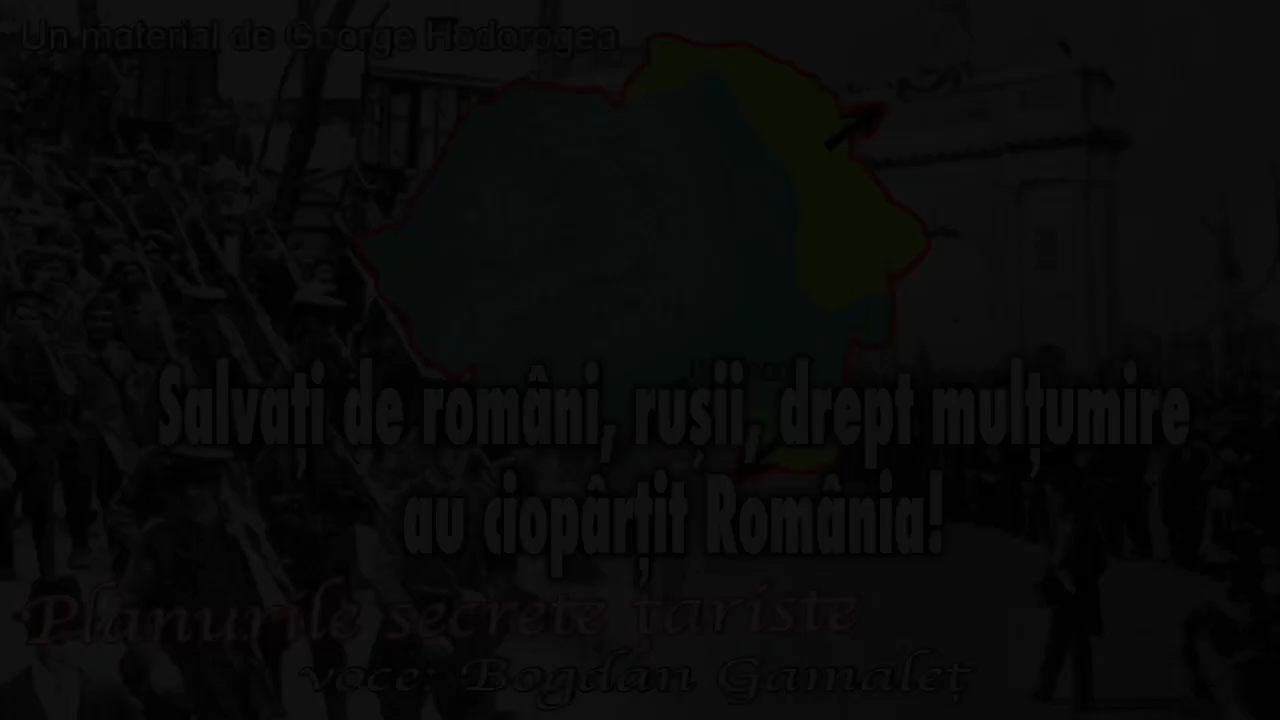 Un material de George Hodorogea
Salvați de români, rușii, drept mulțumire
au ciopârțit România!
Planurile secrete țariste
voce: Bogdan Gamaleț